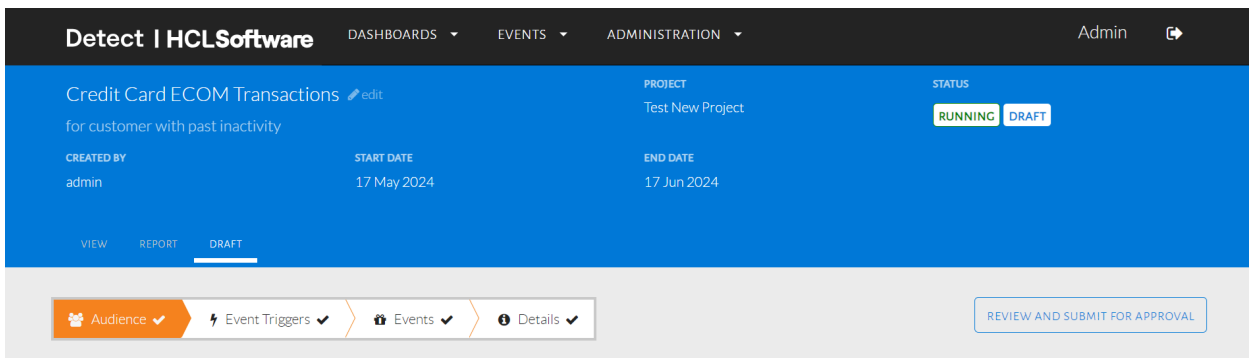 Detect | HCLSoftware DASHBOARDS EVENTS ADMINISTRATION Admin
Credit Card ECOM Transactions edit
for customer with past inactivity
PROJECT
Test New Project
STATUS
RUNNING DRAFT
CREATED BY
admin
START DATE
17 May 2024
END DATE
17 Jun 2024
VIEW REPORT DRAFT
Audience Event Triggers Events Details
REVIEW AND SUBMIT FOR APPROVAL